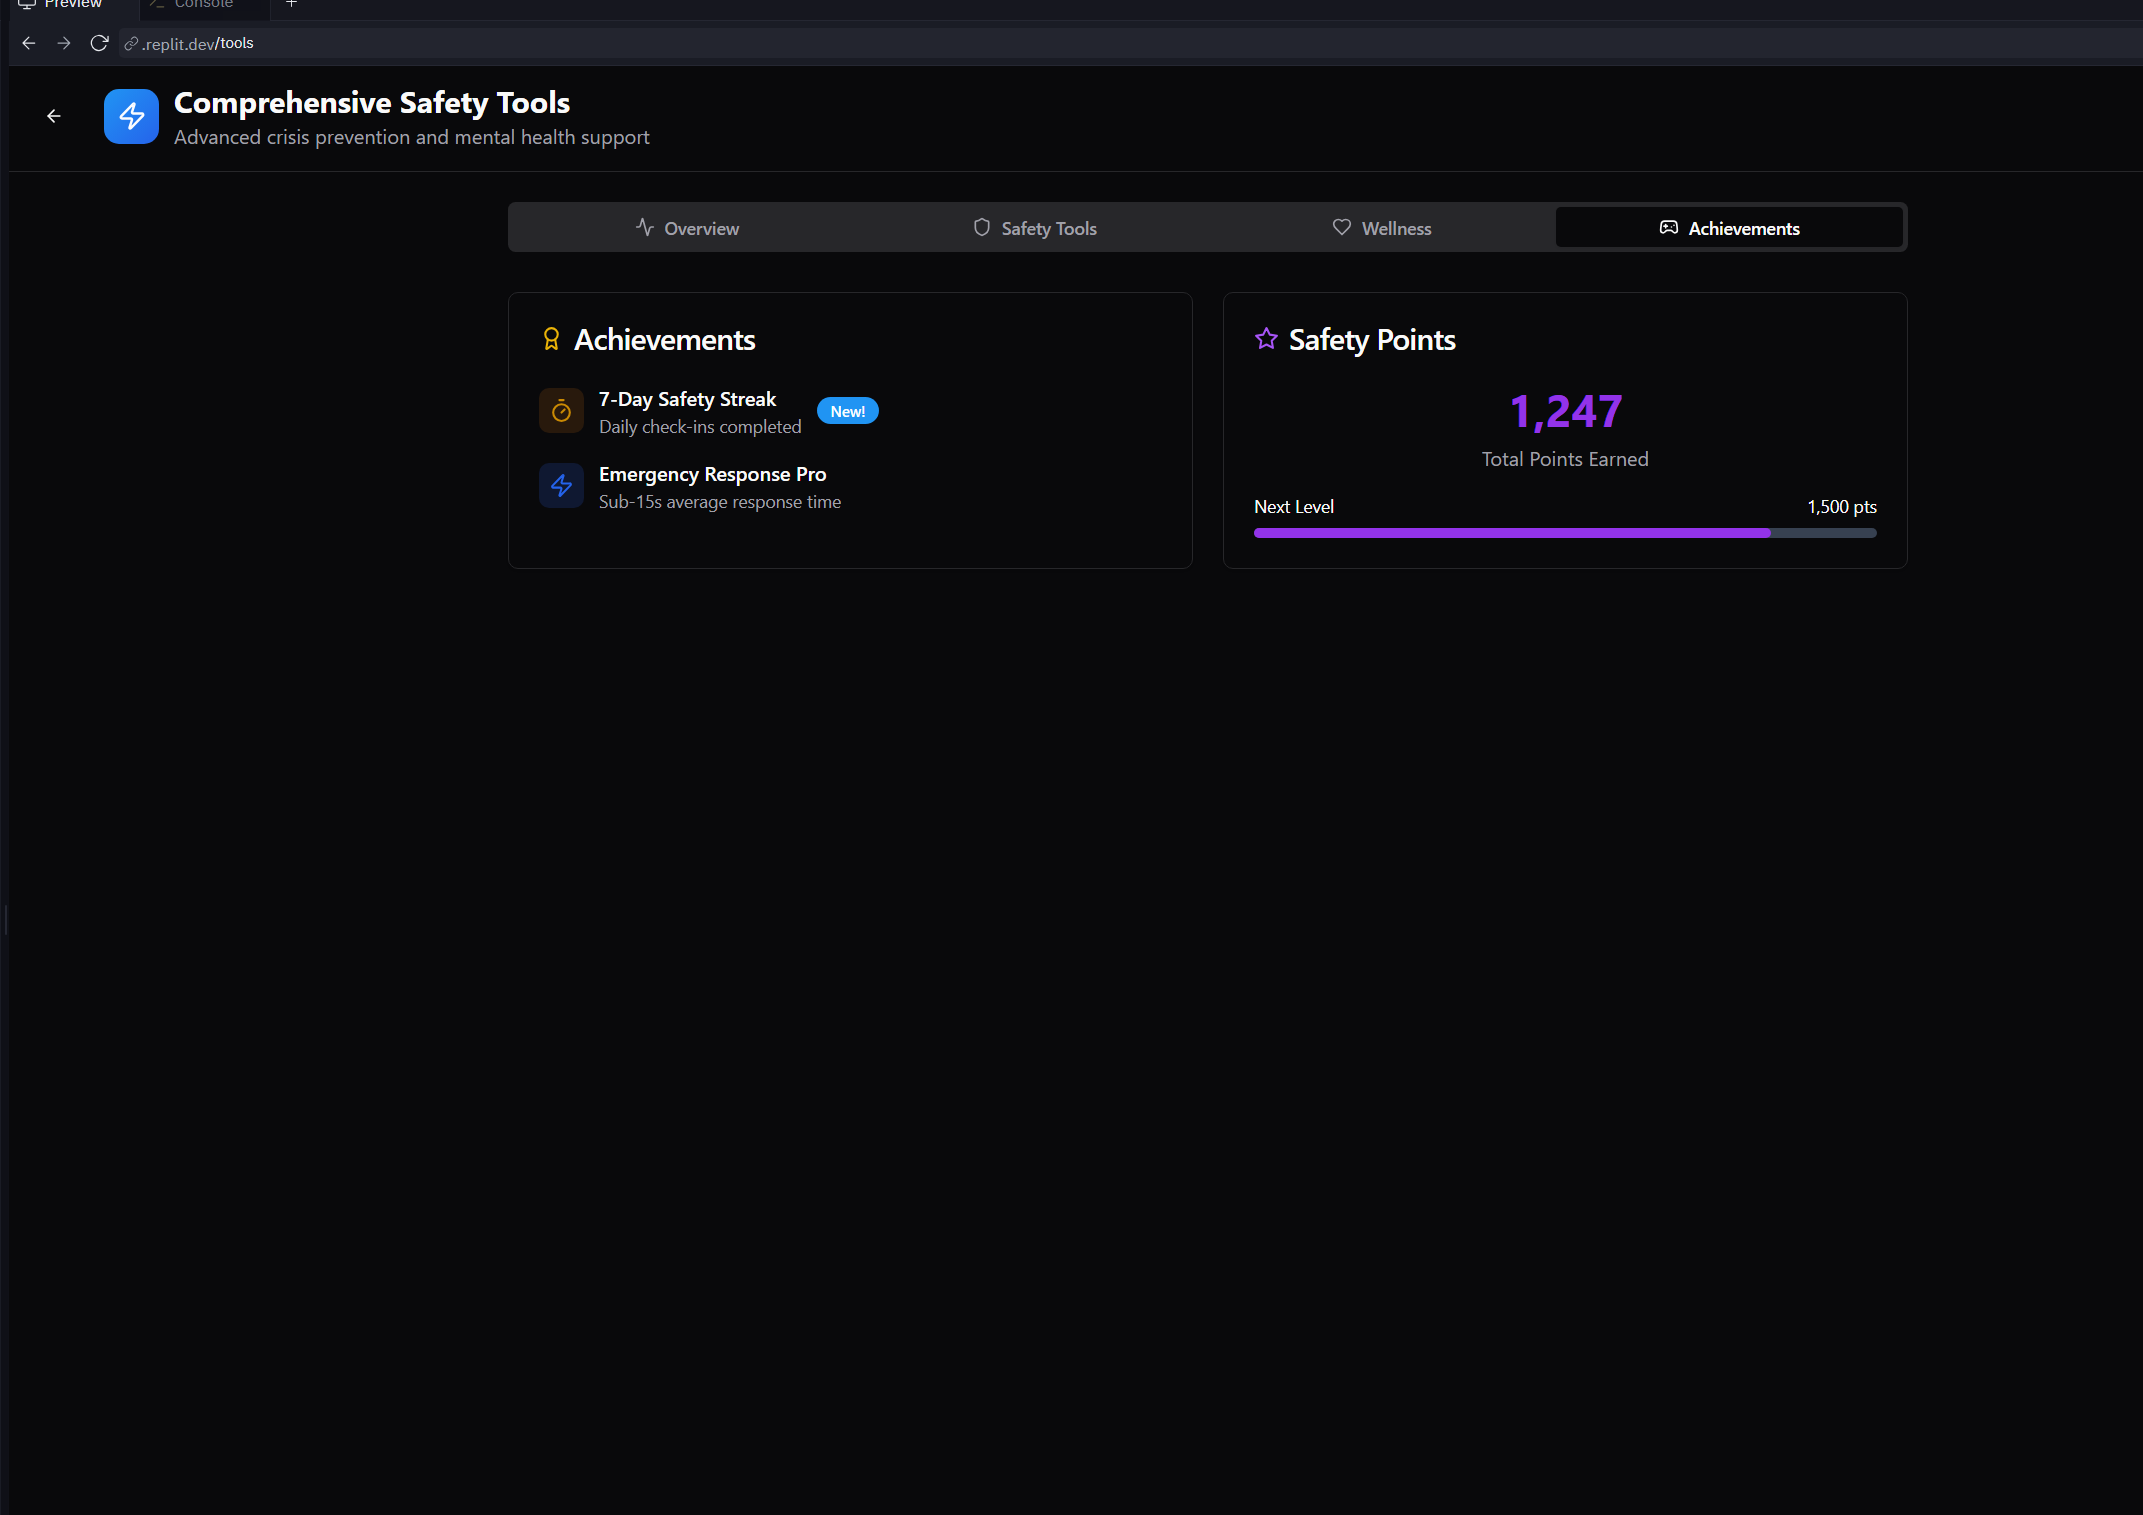 Preview
Console
.replit.dev/tools
Comprehensive Safety Tools
Advanced crisis prevention and mental health support
Overview
Safety Tools
Wellness
Achievements
Achievements
7-Day Safety Streak
Daily check-ins completed
New!
Emergency Response Pro
Sub-15s average response time
Safety Points
1,247
Total Points Earned
Next Level
1,500 pts